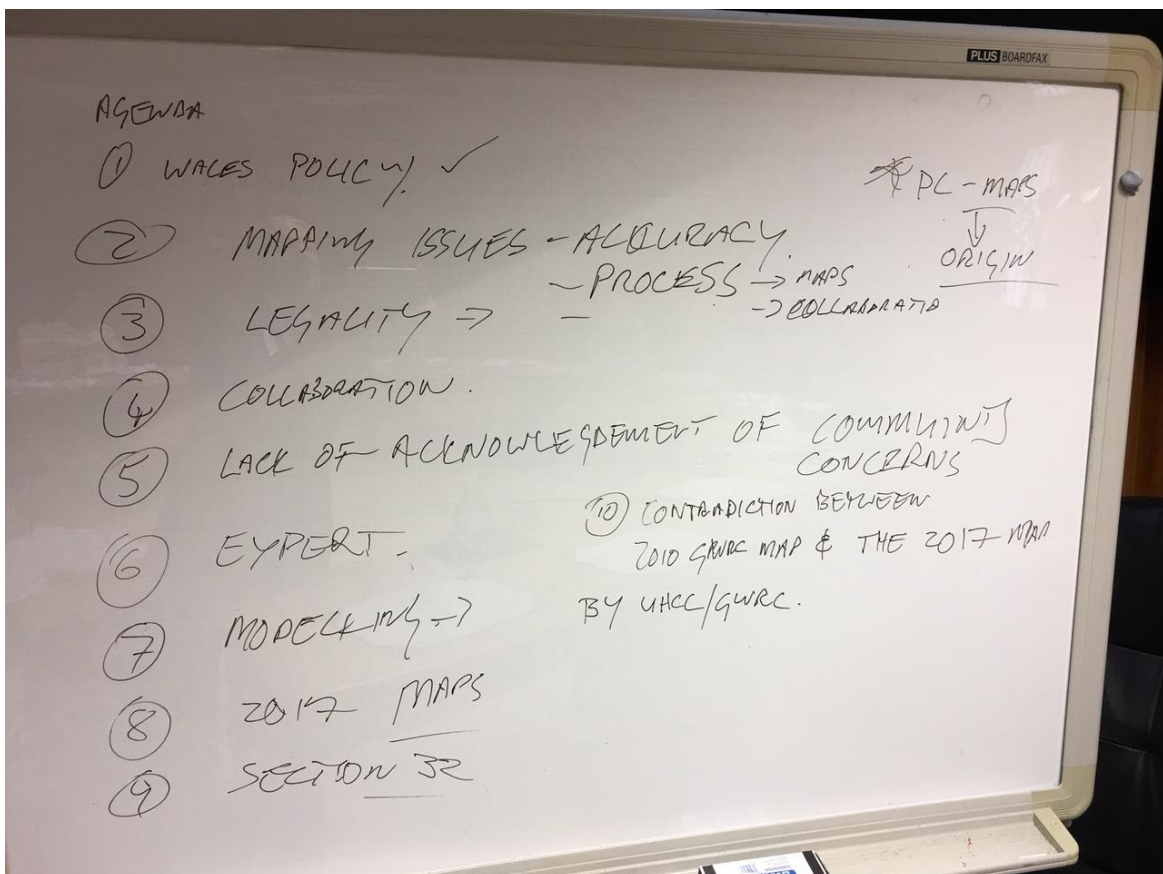 PLUS BOARDFAX
AGENDA
① WALES POLICY. ✓
② MAPPING ISSUES - ACCURACY.
- PROCESS → MAPS
→ COLLABORATIO
③ LEGALITY ⇒ -
④ COLLABORATION.
⑤ LACK OF ACKNOWLEGDEMENT OF COMMUNITY
CONCERNS
⑥ EXPERT.
⑦ MODELLING →
⑧ 2017 MAPS
⑨ SECTION 32
⑩ CONTRADICTION BETWEEN
2010 GWRC MAP & THE 2017 MAP
BY UHCC/GWRC.
* PC - MAPS
↓
ORIGIN